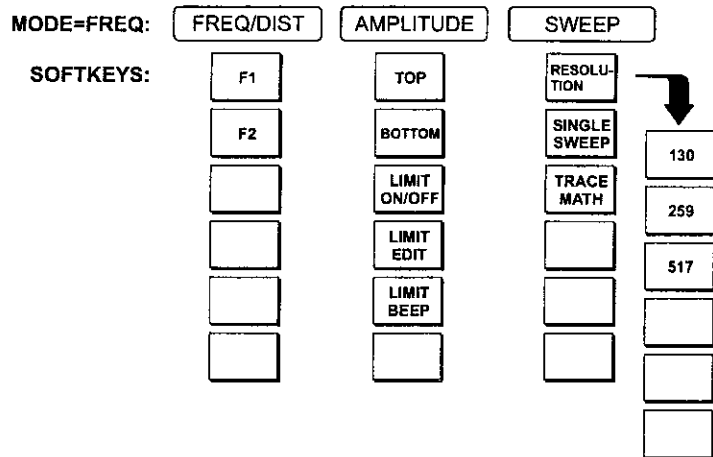 MODE=FREQ: FREQ/DIST AMPLITUDE SWEEP
SOFTKEYS: F1 TOP RESOLU-
TION
F2 BOTTOM SINGLE
SWEEP
130
LIMIT
ON/OFF
TRACE
MATH
259
LIMIT
EDIT
517
LIMIT
BEEP